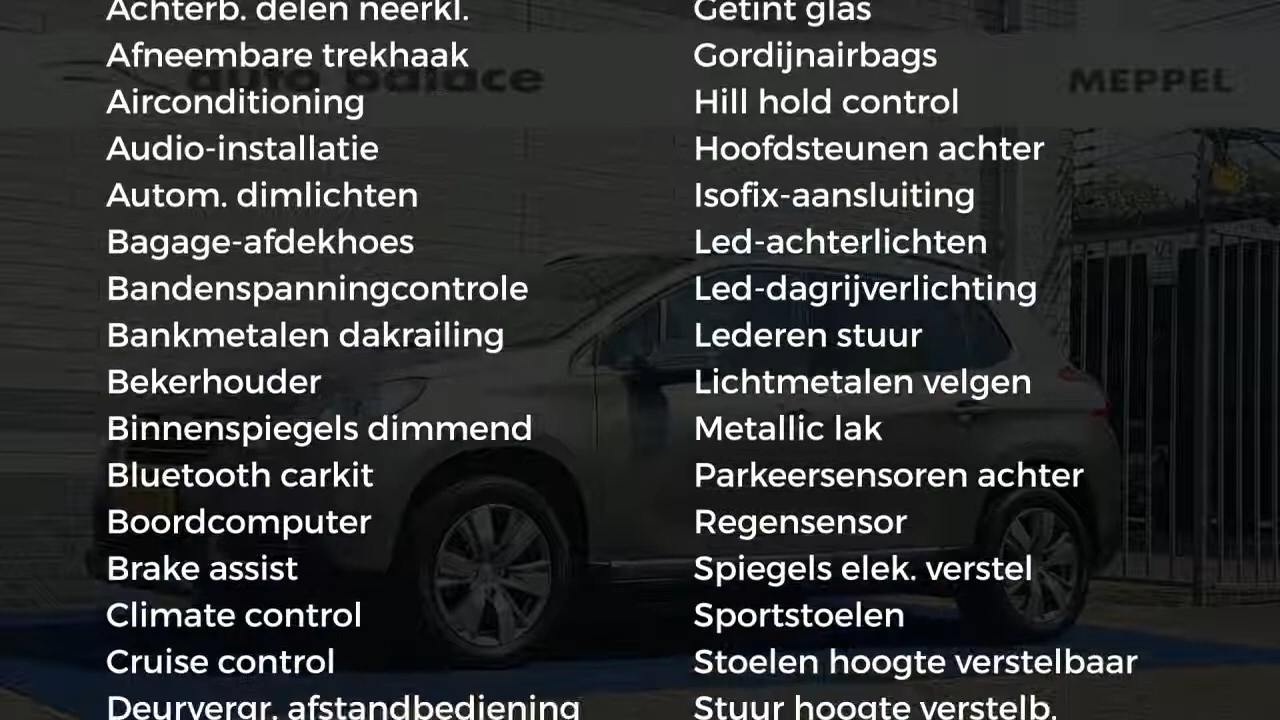 Achterb. delen neerkl.
Afneembare trekhaak
Airconditioning
Audio-installatie
Autom. dimlichten
Bagage-afdekhoes
Bandenspanningcontrole
Bankmetalen dakrailing
Bekerhouder
Binnenspiegels dimmend
Bluetooth carkit
Boordcomputer
Brake assist
Climate control
Cruise control
Deurvergr. afstandbediening
Getint glas
Gordijnairbags
Hill hold control
Hoofdsteunen achter
Isofix-aansluiting
Led-achterlichten
Led-dagrijverlichting
Lederen stuur
Lichtmetalen velgen
Metallic lak
Parkeersensoren achter
Regensensor
Spiegels elek. verstel
Sportstoelen
Stoelen hoogte verstelbaar
Stuur hoogte verstelb.
auto palace
MEPPEL